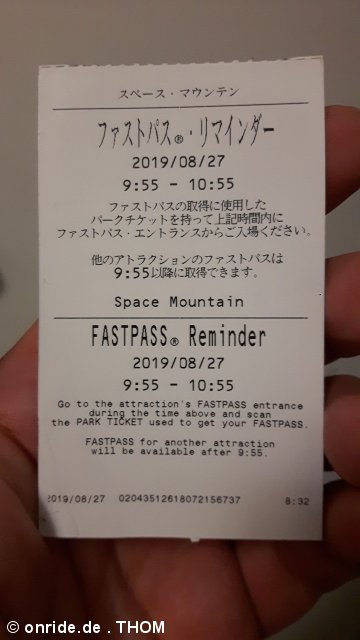 スペース・マウンテン
ファストパス®・リマインダー
2019/08/27
9:55 - 10:55
ファストパスの取得に使用した
パークチケットを持って上記時間内に
ファストパス・エントランスからご入場ください。
他のアトラクションのファストパスは
9:55以降に取得できます。
Space Mountain
FASTPASS® Reminder
2019/08/27
9:55 - 10:55
Go to the attraction's FASTPASS entrance
during the time above and scan
the PARK TICKET used to get your FASTPASS.
FASTPASS for another attraction
will be available after 9:55.
2019/08/27 02043512618072156737 8:32
© onride.de . THOM